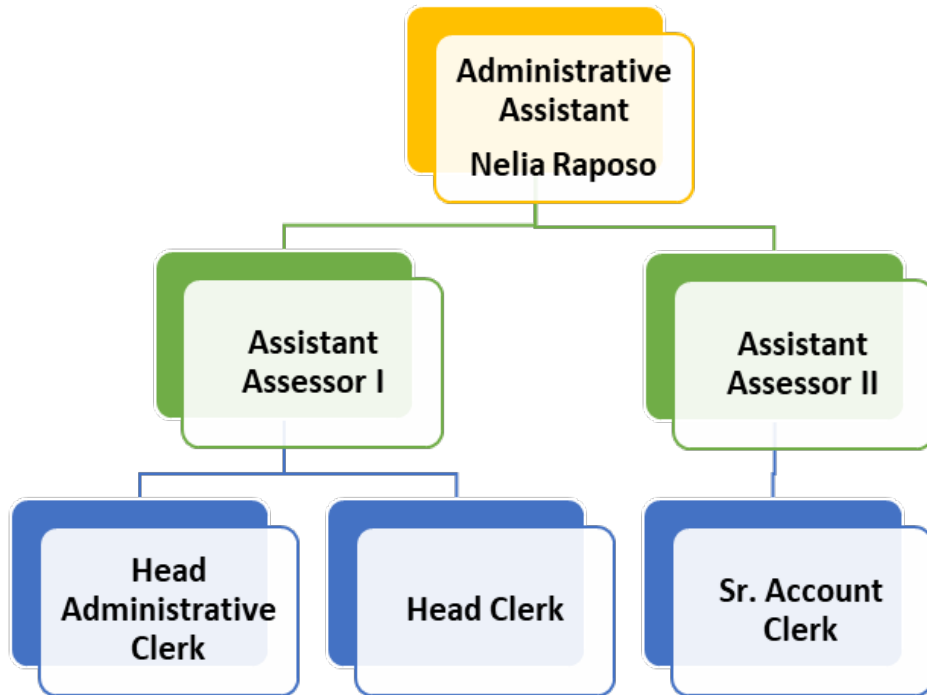 Administrative
Assistant
Nelia Raposo
Assistant
Assessor I
Assistant
Assessor II
Head
Administrative
Clerk
Head Clerk
Sr. Account
Clerk